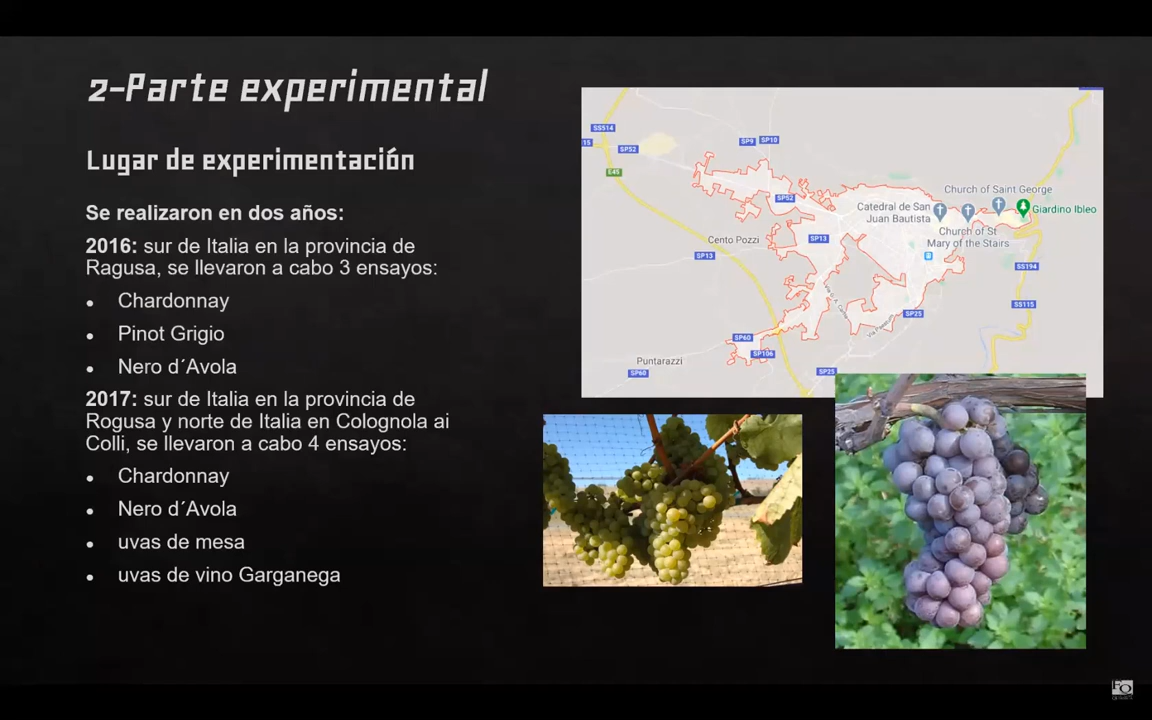 2-Parte experimental
Lugar de experimentación
Se realizaron en dos años:
2016: sur de Italia en la provincia de
Ragusa, se llevaron a cabo 3 ensayos:
Chardonnay
Pinot Grigio
Nero d´Avola
2017: sur de Italia en la provincia de
Rogusa y norte de Italia en Colognola ai
Colli, se llevaron a cabo 4 ensayos:
Chardonnay
Nero d´Avola
uvas de mesa
uvas de vino Garganega
SS514
SP52
E45
SP9
SP10
SP52
Church of Saint George
Catedral de San
Juan Bautista
Giardino Ibleo
Church of St
Mary of the Stairs
Cento Pozzi
SP13
SP13
SS194
SS115
SP25
SP60
SP106
Puntarazzi
SP60
SP25